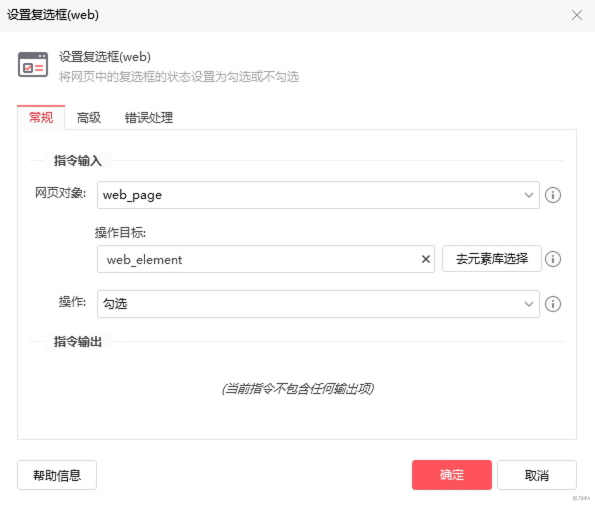 设置复选框(web)
设置复选框(web)
将网页中的复选框的状态设置为勾选或不勾选
常规 高级 错误处理
指令输入
网页对象: web_page
操作目标:
web_element 去元素库选择
操作: 勾选
指令输出
(当前指令不包含任何输出项)
帮助信息 确定 取消